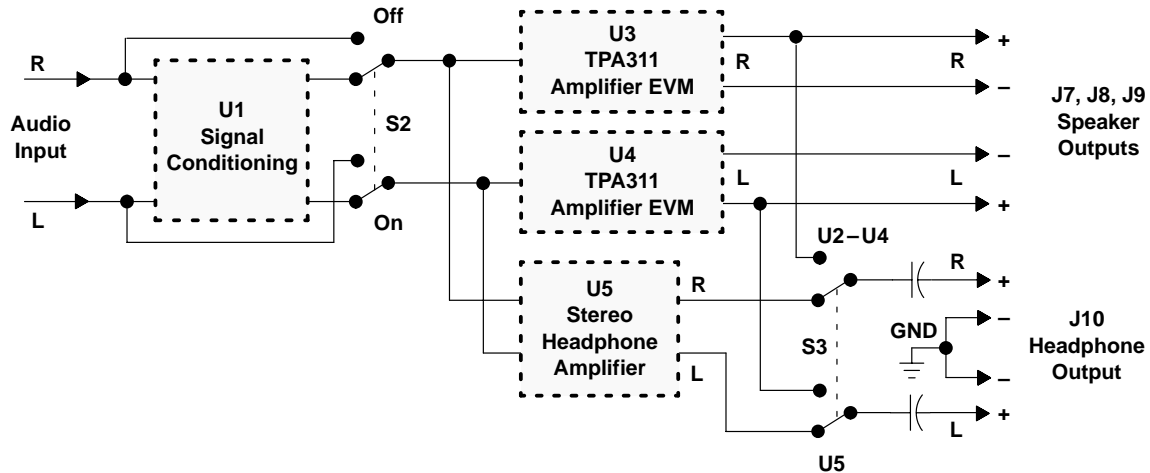 Off
R
U1
Signal
Conditioning
Audio
Input
L
S2
On
U3
TPA311
Amplifier EVM
R
R
+
–
J7, J8, J9
Speaker
Outputs
U4
TPA311
Amplifier EVM
L
–
L
+
U2–U4
U5
Stereo
Headphone
Amplifier
R
L
S3
R
+
GND
–
–
J10
Headphone
Output
+
L
U5